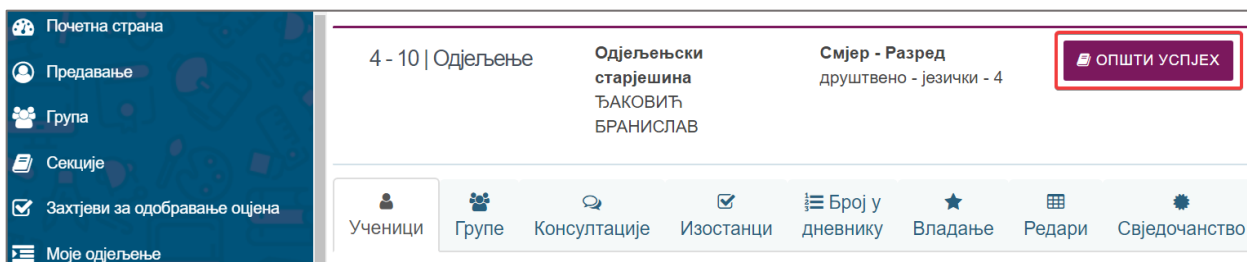 Почетна страна
Предавање
Група
Секције
Захтјеви за одобравање оцјена
Моје одјељење
4 - 10 | Одјељење
Одјељењски
старјешина
ЂАКОВИЋ
БРАНИСЛАВ
Смјер - Разред
друштвено - језички - 4
ОПШТИ УСПЈЕХ
Ученици
Групе
Консултације
Изостанци
Број у
дневнику
Владање
Редари
Свједочанство